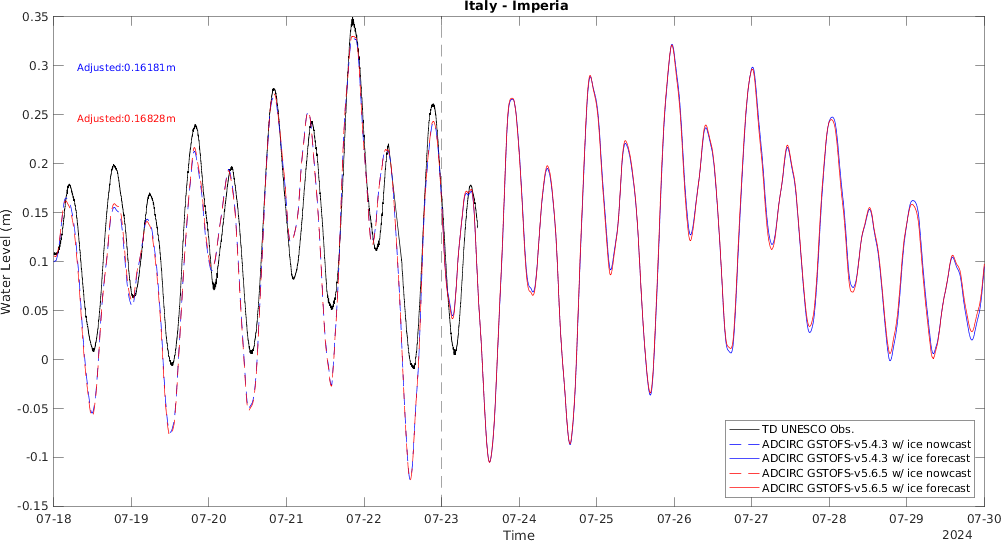 Italy - Imperia
0.35
0.3
0.25
0.2
0.15
0.1
0.05
0
-0.05
-0.1
-0.15
Water Level (m)
Adjusted:0.16181m
Adjusted:0.16828m
TD UNESCO Obs.
ADCIRC GSTOFS-v5.4.3 w/ ice nowcast
ADCIRC GSTOFS-v5.4.3 w/ ice forecast
ADCIRC GSTOFS-v5.6.5 w/ ice nowcast
ADCIRC GSTOFS-v5.6.5 w/ ice forecast
07-18 07-19 07-20 07-21 07-22 07-23 07-24 07-25 07-26 07-27 07-28 07-29 07-30
Time
2024